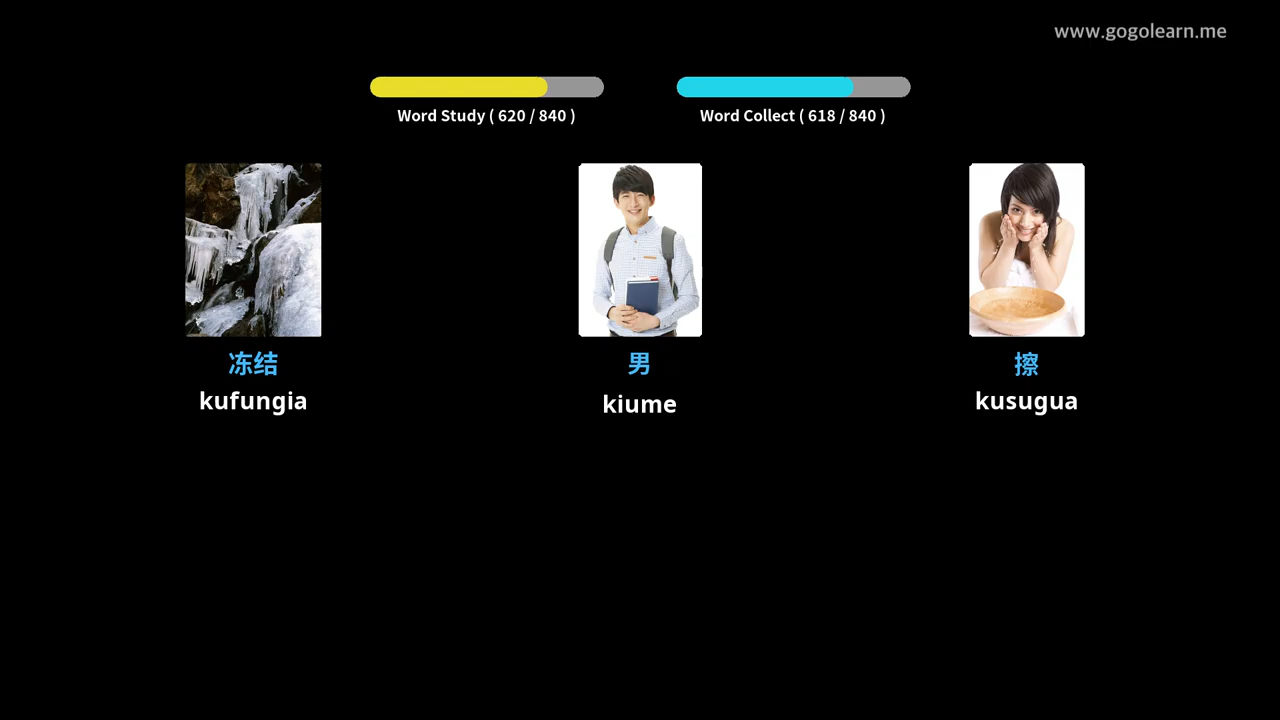 www.gogolearn.me
Word Study ( 620 / 840 )
Word Collect ( 618 / 840 )
冻结
kufungia
男
kiume
擦
kusugua